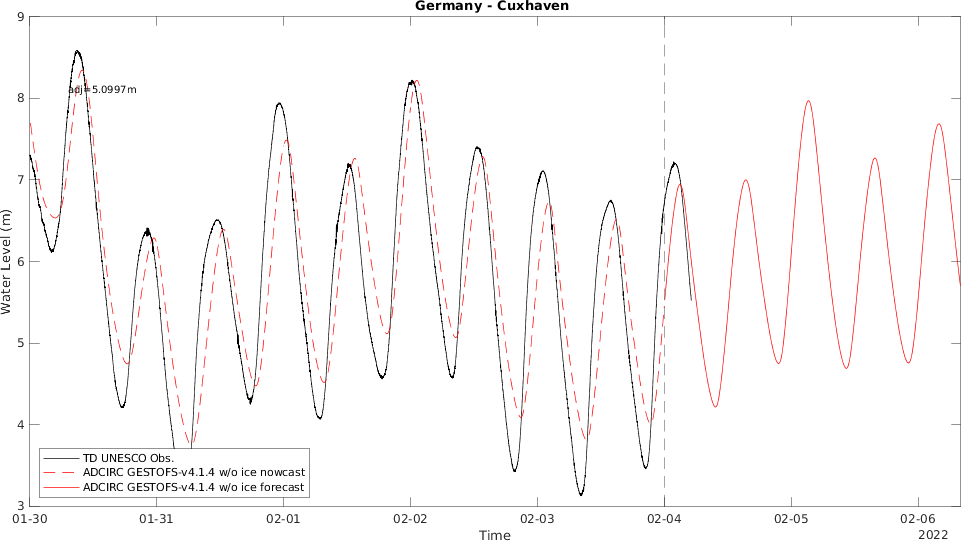 Germany - Cuxhaven
9
8
7
6
5
4
3
Water Level (m)
adj=5.0997m
TD UNESCO Obs.
ADCIRC GESTOFS-v4.1.4 w/o ice nowcast
ADCIRC GESTOFS-v4.1.4 w/o ice forecast
01-30 01-31 02-01 02-02 02-03 02-04 02-05 02-06
Time
2022